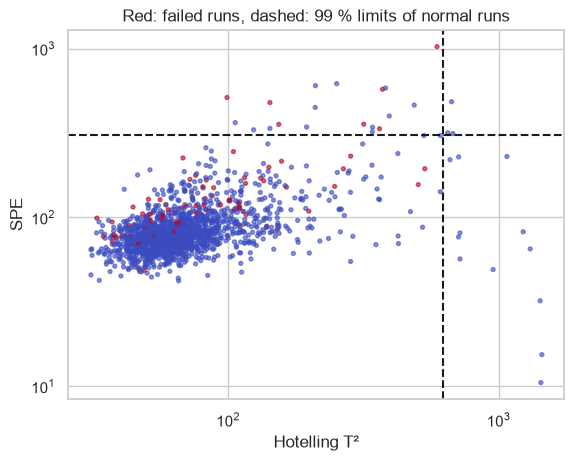 Red: failed runs, dashed: 99 % limits of normal runs
10³
10²
10¹
SPE
10²
10³
Hotelling T²